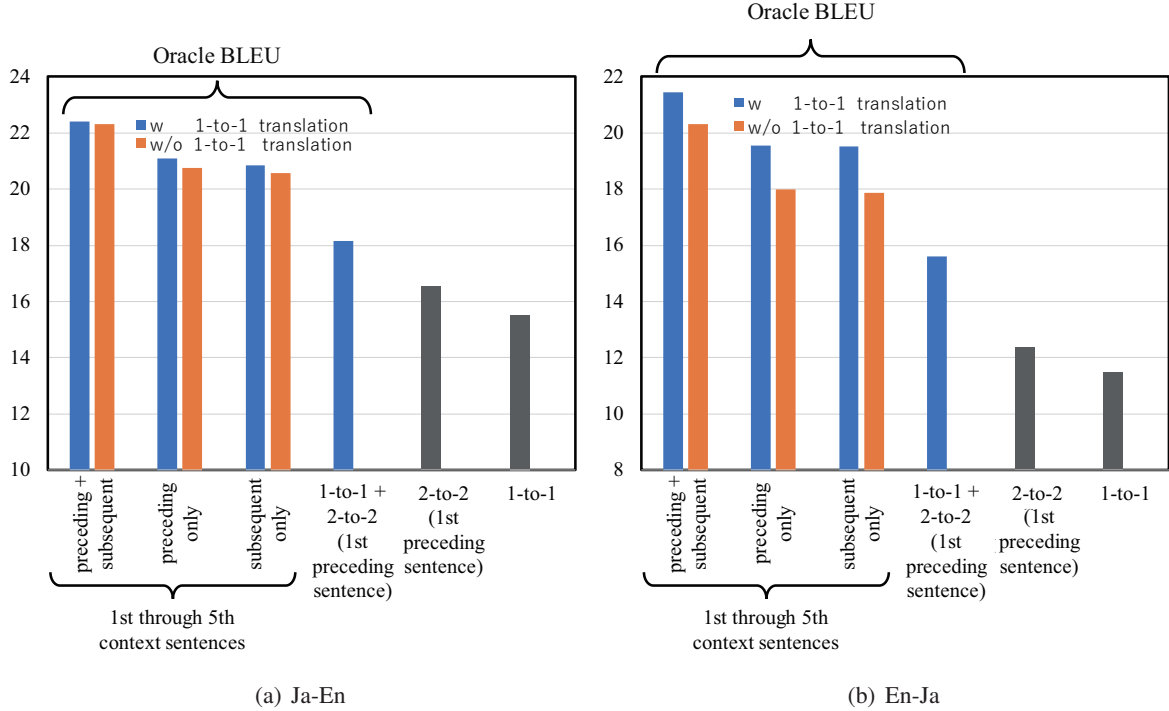 Oracle BLEU
24
22
20
18
16
14
12
10
w 1-to-1 translation
w/o 1-to-1 translation
preceding +
subsequent
preceding
only
subsequent
only
1-to-1 +
2-to-2
(1st
preceding
sentence)
2-to-2
(1st
preceding
sentence)
1-to-1
1st through 5th
context sentences
(a) Ja-En
Oracle BLEU
22
20
18
16
14
12
10
8
w 1-to-1 translation
w/o 1-to-1 translation
preceding +
subsequent
preceding
only
subsequent
only
1-to-1 +
2-to-2
(1st
preceding
sentence)
2-to-2
(1st
preceding
sentence)
1-to-1
1st through 5th
context sentences
(b) En-Ja